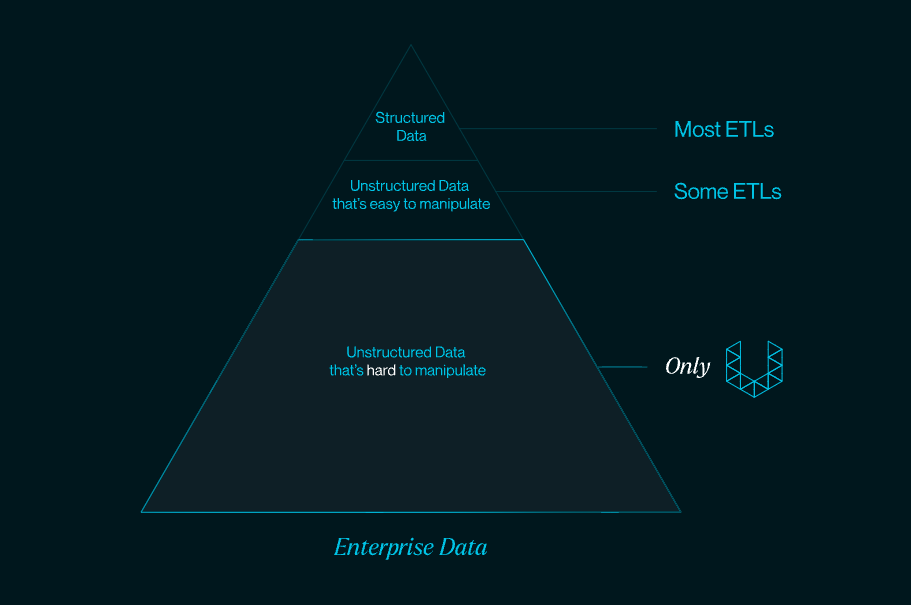 Structured
Data
Most ETLs
Unstructured Data
that's easy to manipulate
Some ETLs
Unstructured Data
that's hard to manipulate
Only
Enterprise Data